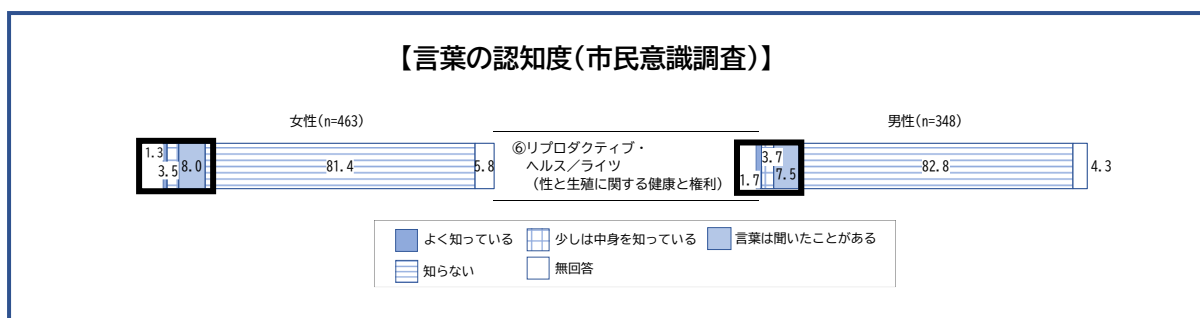 【言葉の認知度(市民意識調査)】
女性(n=463)
男性(n=348)
1.3
3.5
8.0
81.4
5.8
⑥リプロダクティブ・
ヘルス／ライツ
（性と生殖に関する健康と権利）
1.7
3.7
7.5
82.8
4.3
よく知っている
少しは中身を知っている
言葉は聞いたことがある
知らない
無回答